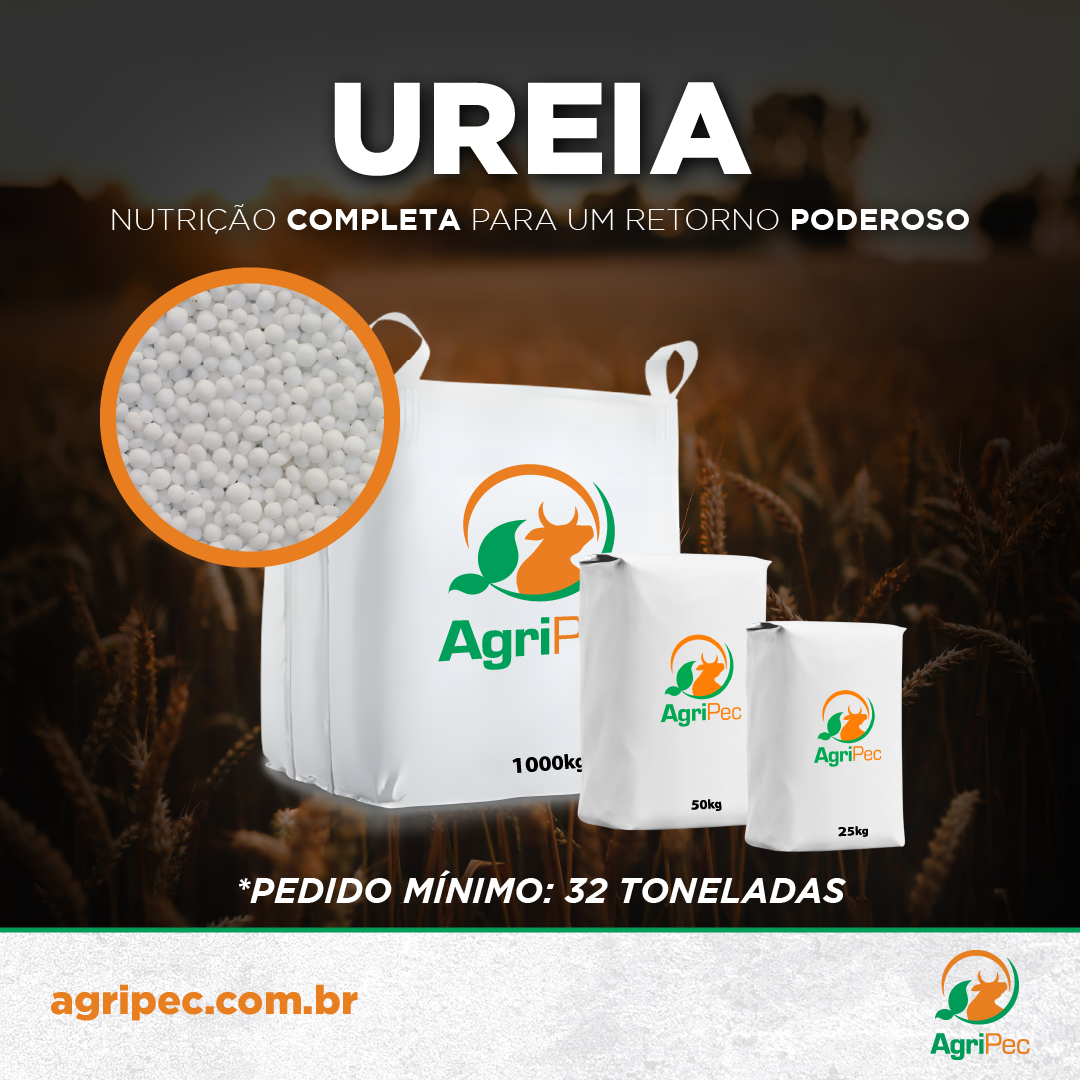 UREIA
NUTRIÇÃO COMPLETA PARA UM RETORNO PODEROSO
AgriP
1000kg
AgriPec
50kg
AgriPec
25kg
*PEDIDO MÍNIMO: 32 TONELADAS
agripec.com.br
AgriPec